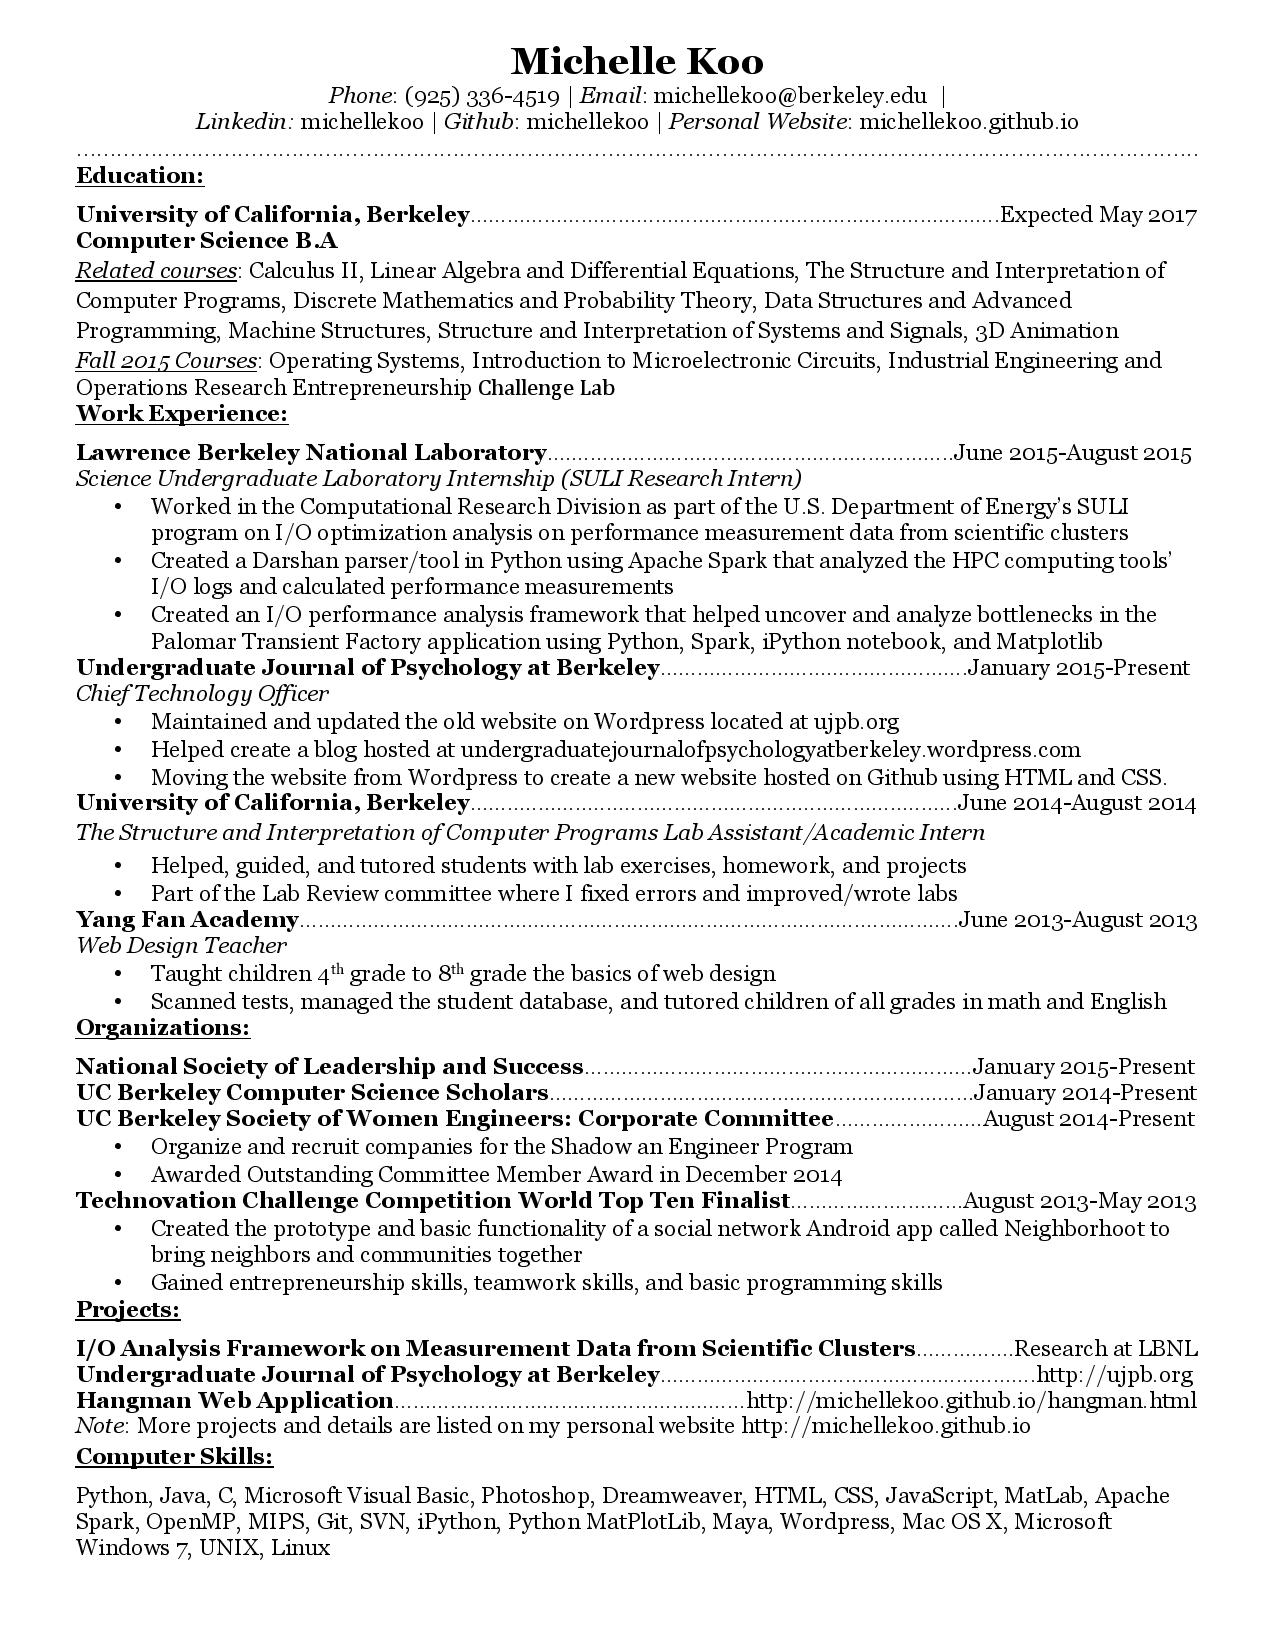 Michelle Koo
Phone: (925) 336-4519 | Email: michellekoo@berkeley.edu |
Linkedin: michellekoo | Github: michellekoo | Personal Website: michellekoo.github.io
Education:
University of California, Berkeley......Expected May 2017
Computer Science B.A
Related courses: Calculus II, Linear Algebra and Differential Equations, The Structure and Interpretation of
Computer Programs, Discrete Mathematics and Probability Theory, Data Structures and Advanced
Programming, Machine Structures, Structure and Interpretation of Systems and Signals, 3D Animation
Fall 2015 Courses: Operating Systems, Introduction to Microelectronic Circuits, Industrial Engineering and
Operations Research Entrepreneurship Challenge Lab
Work Experience:
Lawrence Berkeley National Laboratory......June 2015-August 2015
Science Undergraduate Laboratory Internship (SULI Research Intern)
• Worked in the Computational Research Division as part of the U.S. Department of Energy’s SULI
program on I/O optimization analysis on performance measurement data from scientific clusters
• Created a Darshan parser/tool in Python using Apache Spark that analyzed the HPC computing tools’
I/O logs and calculated performance measurements
• Created an I/O performance analysis framework that helped uncover and analyze bottlenecks in the
Palomar Transient Factory application using Python, Spark, iPython notebook, and Matplotlib
Undergraduate Journal of Psychology at Berkeley......January 2015-Present
Chief Technology Officer
• Maintained and updated the old website on Wordpress located at ujpb.org
• Helped create a blog hosted at undergraduatejournalofpsychologyatberkeley.wordpress.com
• Moving the website from Wordpress to create a new website hosted on Github using HTML and CSS.
University of California, Berkeley......June 2014-August 2014
The Structure and Interpretation of Computer Programs Lab Assistant/Academic Intern
• Helped, guided, and tutored students with lab exercises, homework, and projects
• Part of the Lab Review committee where I fixed errors and improved/wrote labs
Yang Fan Academy......June 2013-August 2013
Web Design Teacher
• Taught children 4th grade to 8th grade the basics of web design
• Scanned tests, managed the student database, and tutored children of all grades in math and English
Organizations:
National Society of Leadership and Success......January 2015-Present
UC Berkeley Computer Science Scholars......January 2014-Present
UC Berkeley Society of Women Engineers: Corporate Committee......August 2014-Present
• Organize and recruit companies for the Shadow an Engineer Program
• Awarded Outstanding Committee Member Award in December 2014
Technovation Challenge Competition World Top Ten Finalist......August 2013-May 2013
• Created the prototype and basic functionality of a social network Android app called Neighborhoot to
bring neighbors and communities together
• Gained entrepreneurship skills, teamwork skills, and basic programming skills
Projects:
I/O Analysis Framework on Measurement Data from Scientific Clusters......Research at LBNL
Undergraduate Journal of Psychology at Berkeley......http://ujpb.org
Hangman Web Application......http://michellekoo.github.io/hangman.html
Note: More projects and details are listed on my personal website http://michellekoo.github.io
Computer Skills:
Python, Java, C, Microsoft Visual Basic, Photoshop, Dreamweaver, HTML, CSS, JavaScript, MatLab, Apache
Spark, OpenMP, MIPS, Git, SVN, iPython, Python MatPlotLib, Maya, Wordpress, Mac OS X, Microsoft
Windows 7, UNIX, Linux